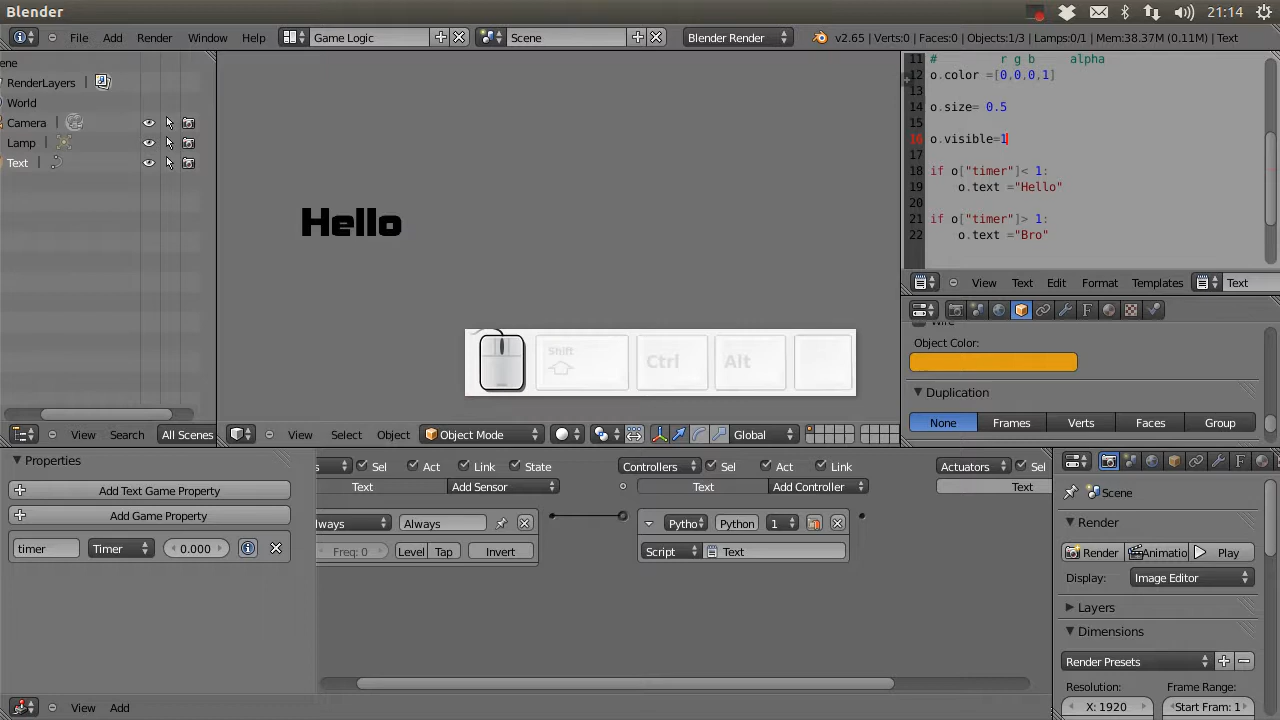 Blender
21:14
File Add Render Window Help
Game Logic
Scene
Blender Render
v2.65 | Verts:0 | Faces:0 | Objects:1/3 | Lamps:0/1 | Mem:38.37M (0.11M) | Text
ene
RenderLayers |
World
Camera |
Lamp |
Text |
View Search All Scenes
Hello
Shift
Ctrl
Alt
View Select Object Object Mode Global
11 # r g b alpha
12 o.color =[0,0,0,1]
13
14 o.size= 0.5
15
16 o.visible=1
17
18 if o["timer"]< 1:
19 o.text ="Hello"
20
21 if o["timer"]> 1:
22 o.text ="Bro"
View Text Edit Format Templates Text
Object Color:
Duplication
None Frames Verts Faces Group
Properties
Add Text Game Property
Add Game Property
timer Timer 0.000
s Sel Act Link State
Text Add Sensor
lways Always
Freq: 0 Level Tap Invert
Controllers Sel Act Link
Text Add Controller
Pytho Python 1
Script Text
Actuators Sel
Text
View Add
Scene
Render
Render Animatio Play
Display: Image Editor
Layers
Dimensions
Render Presets
Resolution: Frame Range:
X: 1920 Start Fram: 1